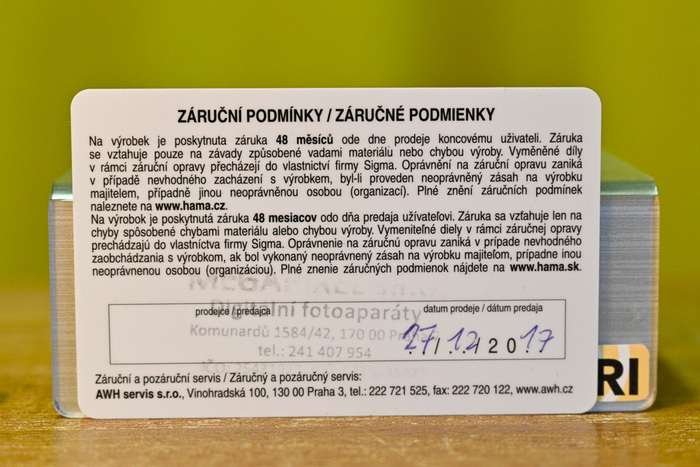 ZÁRUČNÍ PODMÍNKY / ZÁRUČNÉ PODMIENKY
Na výrobek je poskytnuta záruka 48 měsíců ode dne prodeje koncovému uživateli. Záruka
se vztahuje pouze na závady způsobené vadami materiálu nebo chybou výroby. Vyměněné díly
v rámci záruční opravy přecházejí do vlastnictví firmy Sigma. Oprávnění na záruční opravu zaniká
v případě nevhodného zacházení s výrobkem, byl-li proveden neoprávněný zásah na výrobku
majitelem, případně jinou neoprávněnou osobou (organizací). Plné znění záručních podmínek
naleznete na www.hama.cz.
Na výrobok je poskytnutá záruka 48 mesiacov odo dňa predaja užívateľovi. Záruka sa vzťahuje len na
chyby spôsobené chybami materiálu alebo chybou výroby. Vymeniteľné diely v rámci záručnej opravy
prechádzajú do vlastníctva firmy Sigma. Oprávnenie na záručnú opravu zaniká v prípade nevhodného
zaobchádzania s výrobkom, ak bol vykonaný neoprávnený zásah na výrobku majiteľom, prípadne inou
neoprávnenou osobou (organizáciou). Plné znenie záručných podmienok nájdete na www.hama.sk.
Digitální fotoaparáty
prodejce / predajca
datum prodeje / dátum predaja
Komunardů 1584/42, 170 00
27/12/2017
tel.: 241 407 954
Záruční a pozáruční servis / Záručný a pozáručný servis:
AWH servis s.r.o., Vinohradská 100, 130 00 Praha 3, tel.: 222 721 525, fax: 222 720 122, www.awh.cz
RI